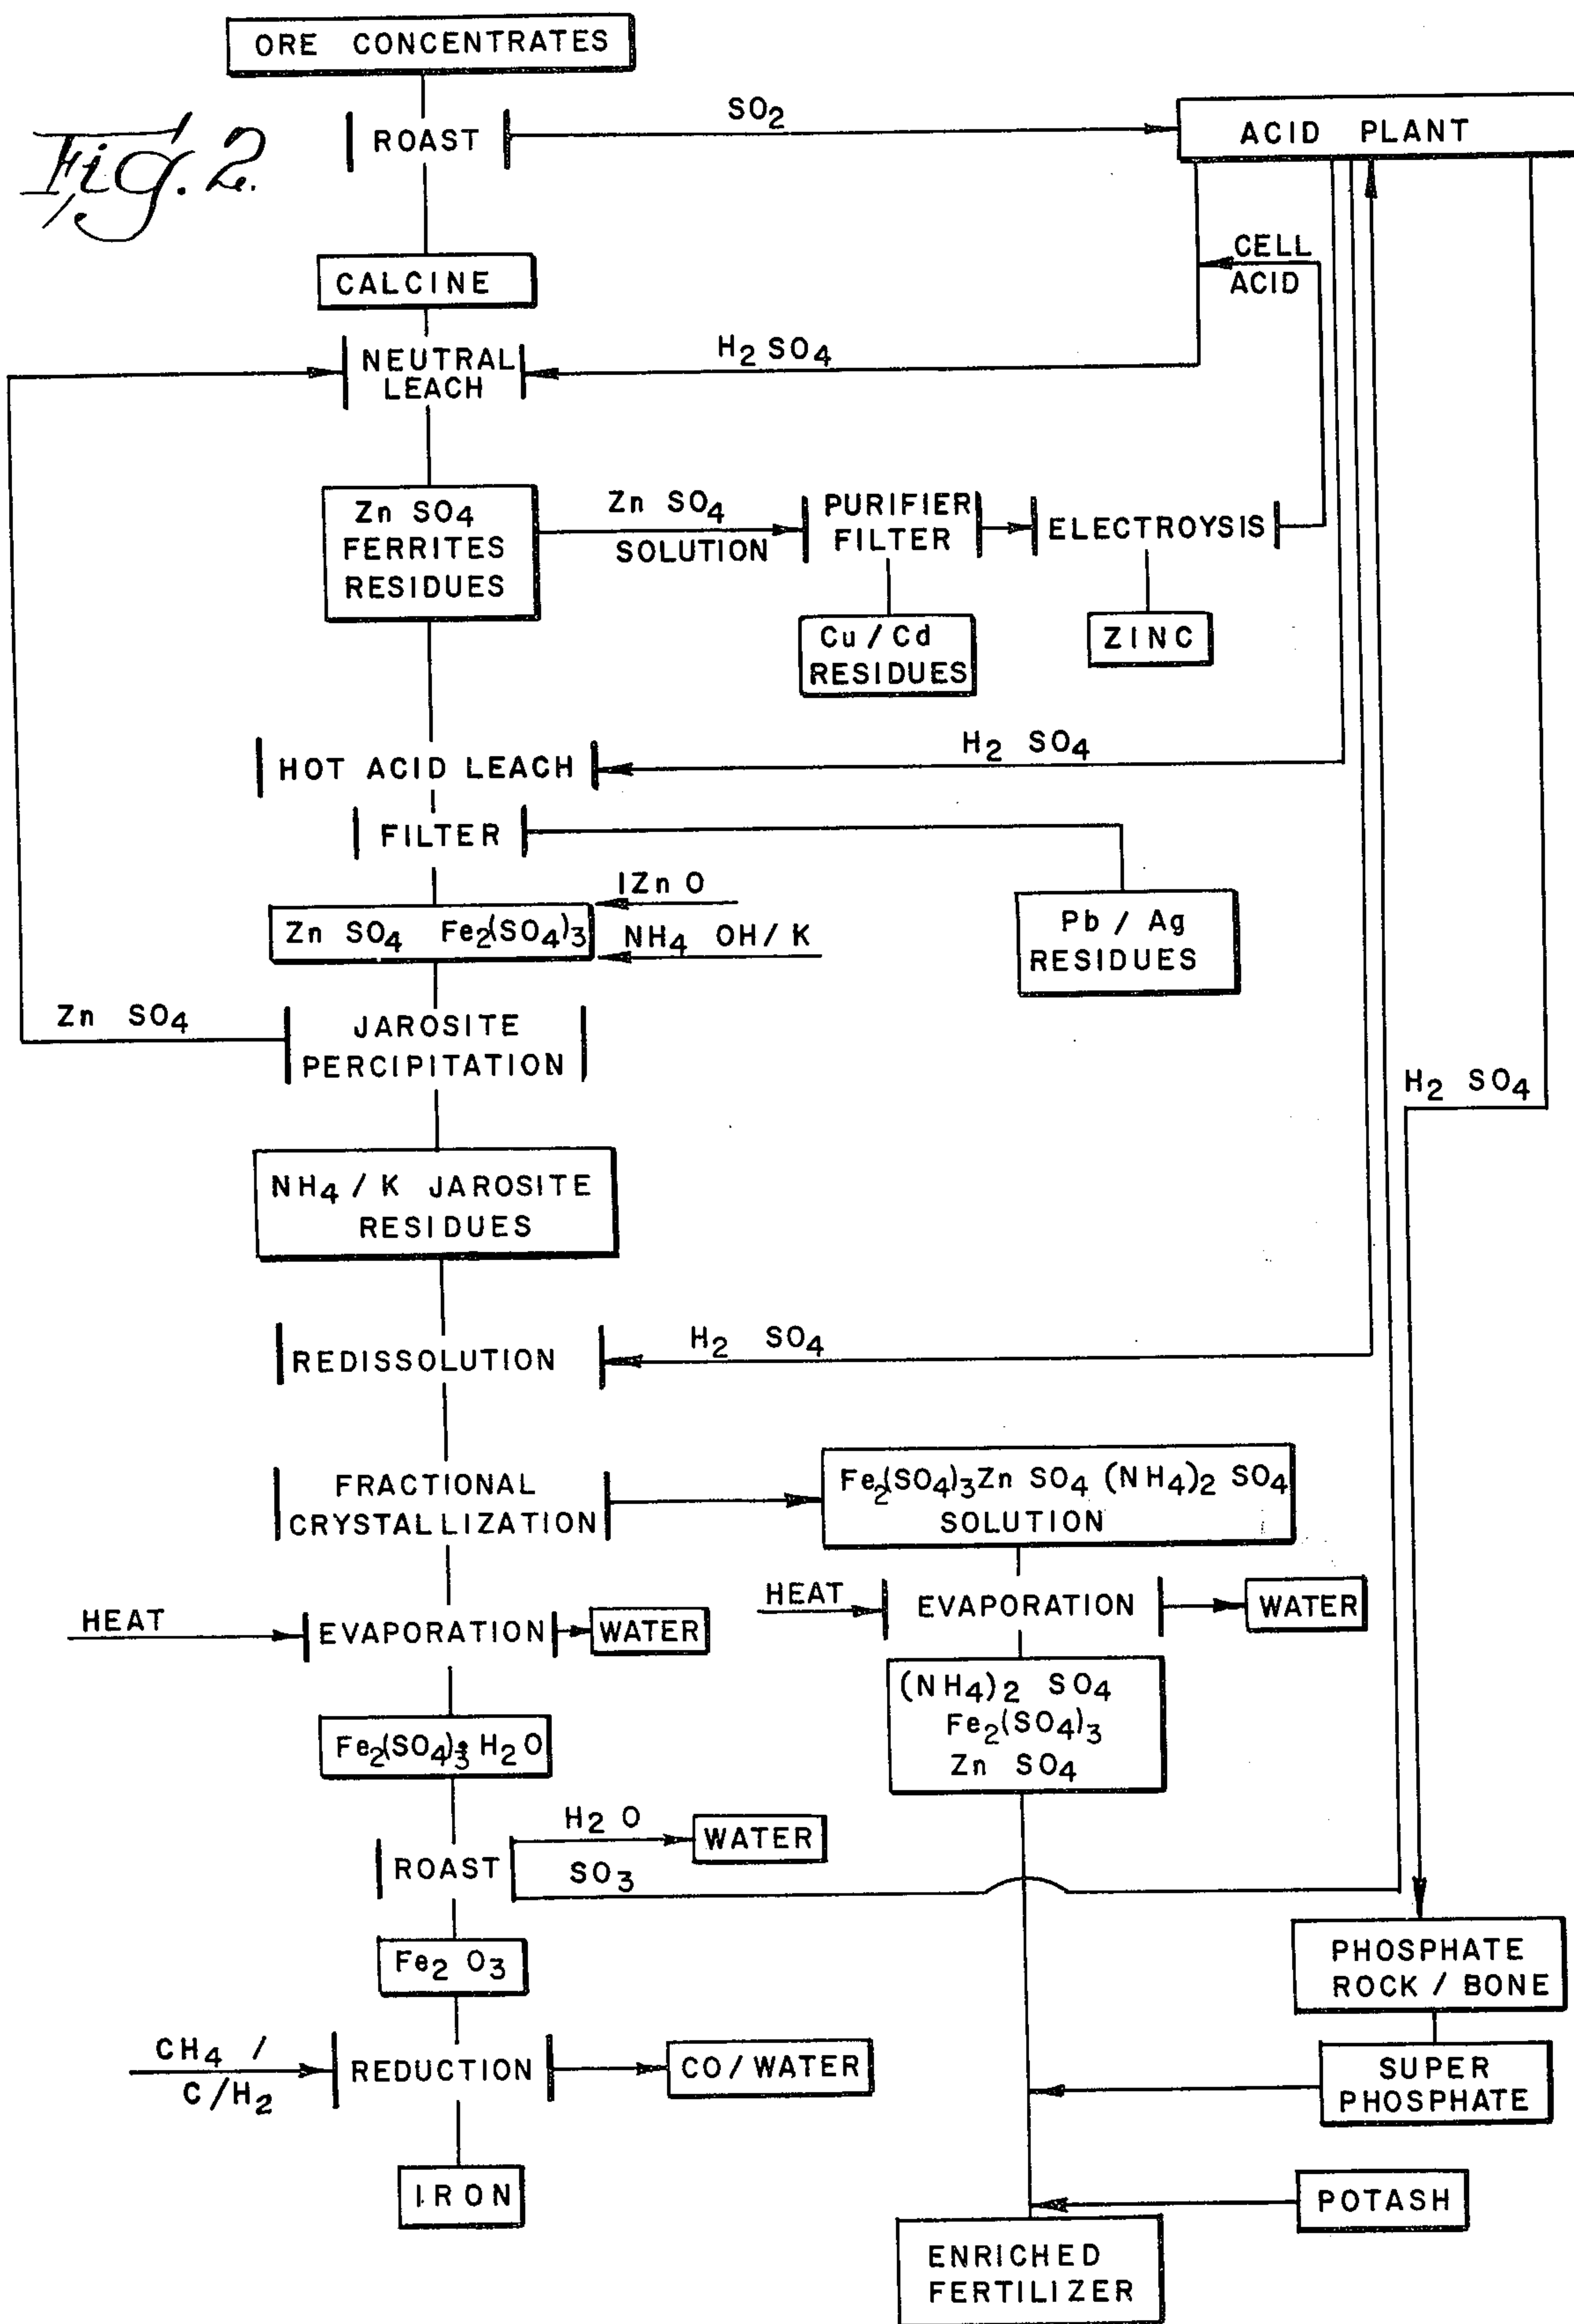 Fig. 2.
ORE CONCENTRATES
ROAST
SO2
ACID PLANT
CALCINE
CELL
ACID
NEUTRAL
LEACH
H2 SO4
Zn SO4
FERRITES
RESIDUES
Zn SO4
SOLUTION
PURIFIER
FILTER
ELECTROYSIS
Cu / Cd
RESIDUES
ZINC
HOT ACID LEACH
H2 SO4
FILTER
Pb / Ag
RESIDUES
IZn O
Zn SO4 Fe2(SO4)3
NH4 OH / K
Zn SO4
JAROSITE
PERCIPITATION
H2 SO4
NH4 / K JAROSITE
RESIDUES
REDISSOLUTION
H2 SO4
FRACTIONAL
CRYSTALLIZATION
Fe2(SO4)3 Zn SO4 (NH4)2 SO4
SOLUTION
HEAT
EVAPORATION
WATER
HEAT
EVAPORATION
WATER
(NH4)2 SO4
Fe2(SO4)3
Zn SO4
Fe2(SO4)3• H2O
ROAST
H2 O
WATER
SO3
Fe2 O3
PHOSPHATE
ROCK / BONE
CH4 /
C/H2
REDUCTION
CO/WATER
SUPER
PHOSPHATE
IRON
POTASH
ENRICHED
FERTILIZER